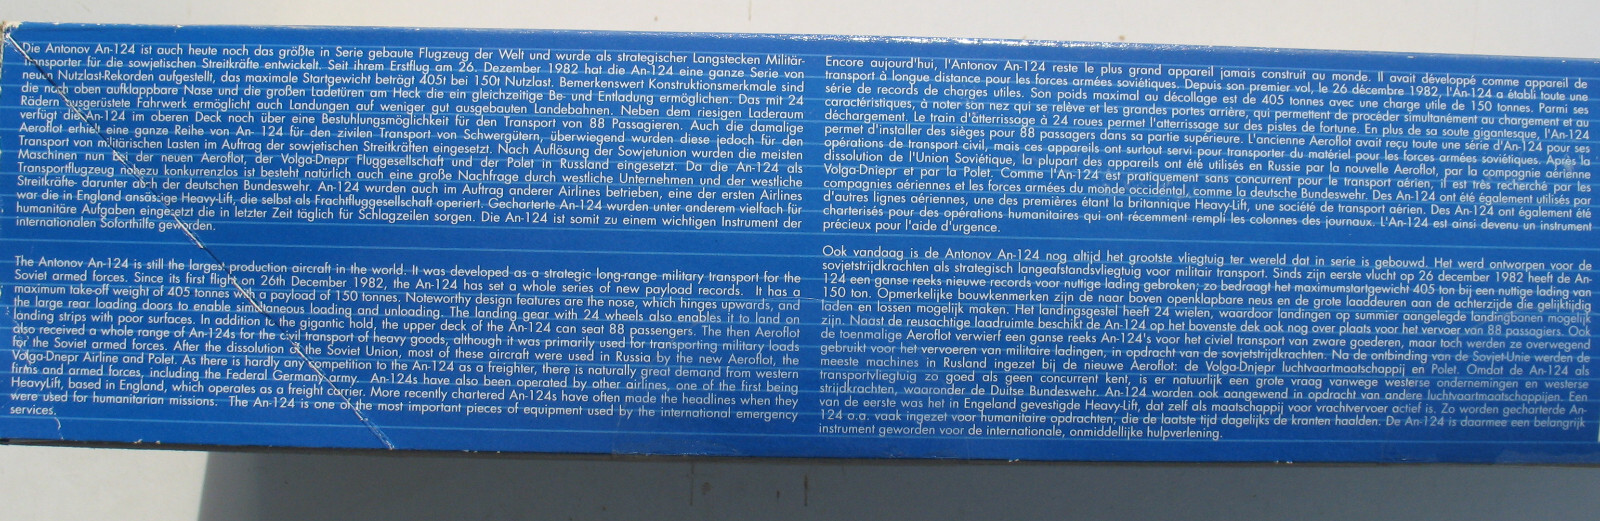 Die Antonov An-124 ist auch heute noch das größte in Serie gebaute Flugzeug der Welt und wurde als strategischer Langstecken Militär-
Transporter für die sowjetischen Streitkräfte entwickelt. Seit ihrem Erstflug am 26. Dezember 1982 hat die An-124 eine ganze Serie von
neuen Nutzlast-Rekorden aufgestellt, das maximale Startgewicht beträgt 405t bei 150t Nutzlast. Bemerkenswert Konstruktionsmerkmale sind
die nach oben aufklappbare Nase und die großen Ladetüren am Heck die ein gleichzeitige Be- und Entladung ermöglichen. Das mit 24
Rädern ausgerüstete Fahrwerk ermöglicht auch Landungen auf weniger gut ausgebauten Landebahnen. Neben dem riesigen Laderaum
verfügt die An-124 im oberen Deck noch über eine Bestuhlungsmöglichkeit für den Transport von 88 Passagieren. Auch die damalige
Aeroflot erhielt eine ganze Reihe von An- 124 für den zivilen Transport von Schwergütern, überwiegend wurden diese jedoch für den
Transport von militärischen Lasten im Auftrag der sowjetischen Streitkräften eingesetzt. Nach Auflösung der Sowjetunion wurden die meisten
Maschinen nun bei der neuen Aeroflot, der Volga-Dnepr Fluggesellschaft und der Polet in Russland eingesetzt. Da die An-124 als
Transportflugzeug nahezu konkurrenzlos ist besteht natürlich auch eine große Nachfrage durch westliche Unternehmen und der westliche
Streitkräfte- darunter auch der deutschen Bundeswehr. An-124 wurden auch im Auftrag anderer Airlines betrieben, eine der ersten Airlines
war die in England ansässige Heavy-Lift, die selbst als Frachtfluggesellschaft operiert. Gecharterte An-124 wurden unter anderem vielfach für
humanitäre Aufgaben eingesetzt die in letzter Zeit täglich für Schlagzeilen sorgen. Die An-124 ist somit zu einem wichtigen Instrument der
internationalen Soforthilfe geworden.
The Antonov An-124 is still the largest production aircraft in the world. It was developed as a strategic long-range military transport for the
Soviet armed forces. Since its first flight on 26th December 1982, the An-124 has set a whole series of new payload records. It has a
maximum take-off weight of 405 tonnes with a payload of 150 tonnes. Noteworthy design features are the nose, which hinges upwards, and
the large rear loading doors to enable simultaneous loading and unloading. The landing gear with 24 wheels also enables it to land on
landing strips with poor surfaces. In addition to the gigantic hold, the upper deck of the An-124 can seat 88 passengers. The then Aeroflot
also received a whole range of An-124s for the civil transport of heavy goods, although it was primarily used for transporting military loads
for the Soviet armed forces. After the dissolution of the Soviet Union, most of these aircraft were used in Russia by the new Aeroflot, the
Volga-Dnepr Airline and Polet. As there is hardly any competition to the An-124 as a freighter, there is naturally great demand from western
firms and armed forces, including the Federal Germany army. An-124s have also been operated by other airlines, one of the first being
HeavyLift, based in England, which operates as a freight carrier. More recently chartered An-124s have often made the headlines when they
were used for humanitarian missions. The An-124 is one of the most important pieces of equipment used by the international emergency
services.
Encore aujourd'hui, l'Antonov An-124 reste le plus grand appareil jamais construit au monde. Il avait développé comme appareil de
transport à longue distance pour les forces armées soviétiques. Depuis son premier vol, le 26 décembre 1982, l'An-124 a établi toute une
série de records de charges utiles. Son poids maximal au décollage est de 405 tonnes avec une charge utile de 150 tonnes. Parmi ses
caractéristiques, à noter son nez qui se relève et les grandes portes arrière, qui permettent de procéder simultanément au chargement et au
déchargement. Le train d'atterrissage à 24 roues permet l'atterrissage sur des pistes de fortune. En plus de sa soute gigantesque, l'An-124
permet d'installer des sièges pour 88 passagers dans sa partie supérieure. L'ancienne Aeroflot avait reçu toute une série d'An-124 pour ses
opérations de transport civil, mais ces appareils ont surtout servi pour transporter du matériel pour les forces armées soviétiques. Après la
dissolution de l'Union Soviétique, la plupart des appareils ont été utilisés en Russie par la nouvelle Aeroflot, par la compagnie aérienne
Volga-Dniepr et par la Polet. Comme l'An-124 est pratiquement sans concurrent pour le transport aérien, il est très recherché par les
compagnies aériennes et les forces armées du monde occidental, comme la deutsche Bundeswehr. Des An-124 ont été également utilisés par
d'autres lignes aériennes, une des premières étant la britannique Heavy-Lift, une société de transport aérien. Des An-124 ont également été
charterisés pour des opérations humanitaires qui ont récemment rempli les colonnes des journaux. L'An-124 est ainsi devenu un instrument
précieux pour l'aide d'urgence.
Ook vandaag is de Antonov An-124 nog altijd het grootste vliegtuig ter wereld dat in serie is gebouwd. Het werd ontworpen voor de
sovjetstrijdkrachten als strategisch langeafstandsvliegtuig voor militair transport. Sinds zijn eerste vlucht op 26 december 1982 heeft de An-
124 een ganse reeks nieuwe records voor nuttige lading gebroken; zo bedraagt het maximumstartgewicht 405 ton bij een nuttige lading van
150 ton. Opmerkelijke bouwkenmerken zijn de naar boven openklapbare neus en de grote laaddeuren aan de achterzijde die gelijktijdig
laden en lossen mogelijk maken. Het landingsgestel heeft 24 wielen, waardoor landingen op summier aangelegde landingbanen mogelijk
zijn. Naast de reusachtige laadruimte beschikt de An-124 op het bovenste dek ook nog over plaats voor het vervoer van 88 passagiers. Ook
de toenmalige Aeroflot verwierf een ganse reeks An-124's voor het civiel transport van zware goederen, maar toch werden ze overwegend
gebruikt voor het vervoeren van militaire ladingen, in opdracht van de sovjetstrijdkrachten. Na de ontbinding van de Sovjet-Unie werden de
meeste machines in Rusland ingezet bij de nieuwe Aeroflot: de Volga-Dnjepr luchtvaartmaatschappij en Polet. Omdat de An-124 als
transportvliegtuig zo goed als geen concurrent kent, is er natuurlijk een grote vraag vanwege westerse ondernemingen en westerse
strijdkrachten, waaronder de Duitse Bundeswehr. An-124 worden ook aangewend in opdracht van andere luchtvaartmaatschappijen. Een
van de eerste was het in Engeland gevestigde Heavy-Lift, dat zelf als maatschappij voor vrachtvervoer actief is. Zo worden gecharterde An-
124 o.a. vaak ingezet voor humanitaire opdrachten, die de laatste tijd dagelijks de kranten haalden. De An-124 is daarmee een belangrijk
instrument geworden voor de internationale, onmiddellijke hulpverlening.